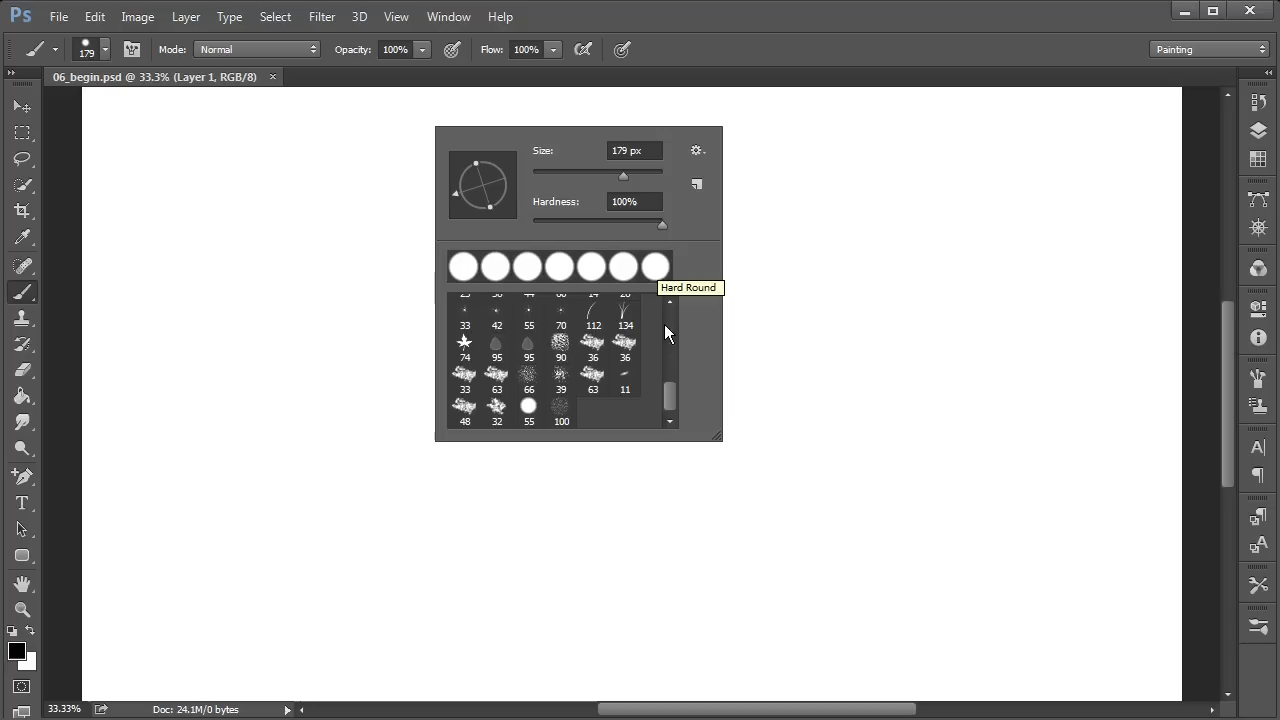 Ps File Edit Image Layer Type Select Filter 3D View Window Help
179 Mode: Normal Opacity: 100% Flow: 100% Painting
06_begin.psd @ 33.3% (Layer 1, RGB/8) ×
Size: 179 px
Hardness: 100%
Hard Round
33 42 55 70 112 134
74 95 95 90 36 36
33 63 66 39 63 11
48 32 55 100
33.33% Doc: 24.1M/0 bytes